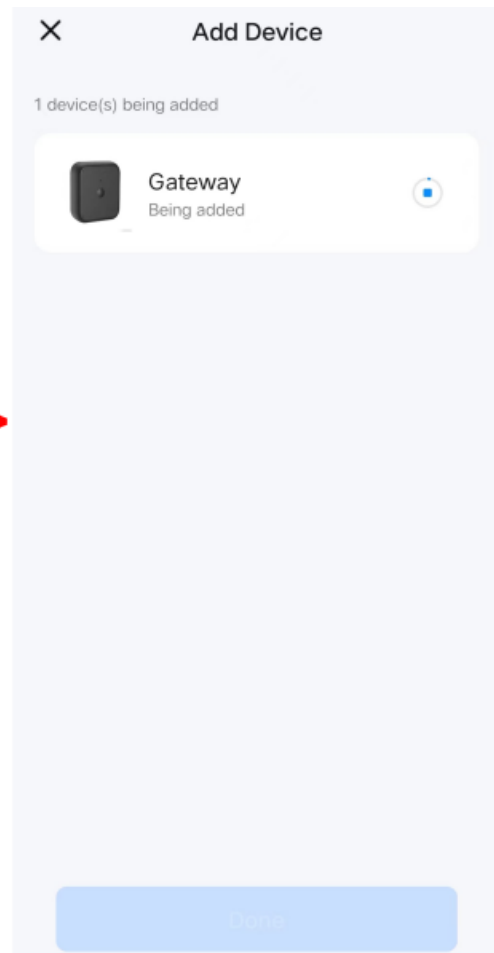 Add Device
1 device(s) being added
Gateway
Being added
Done